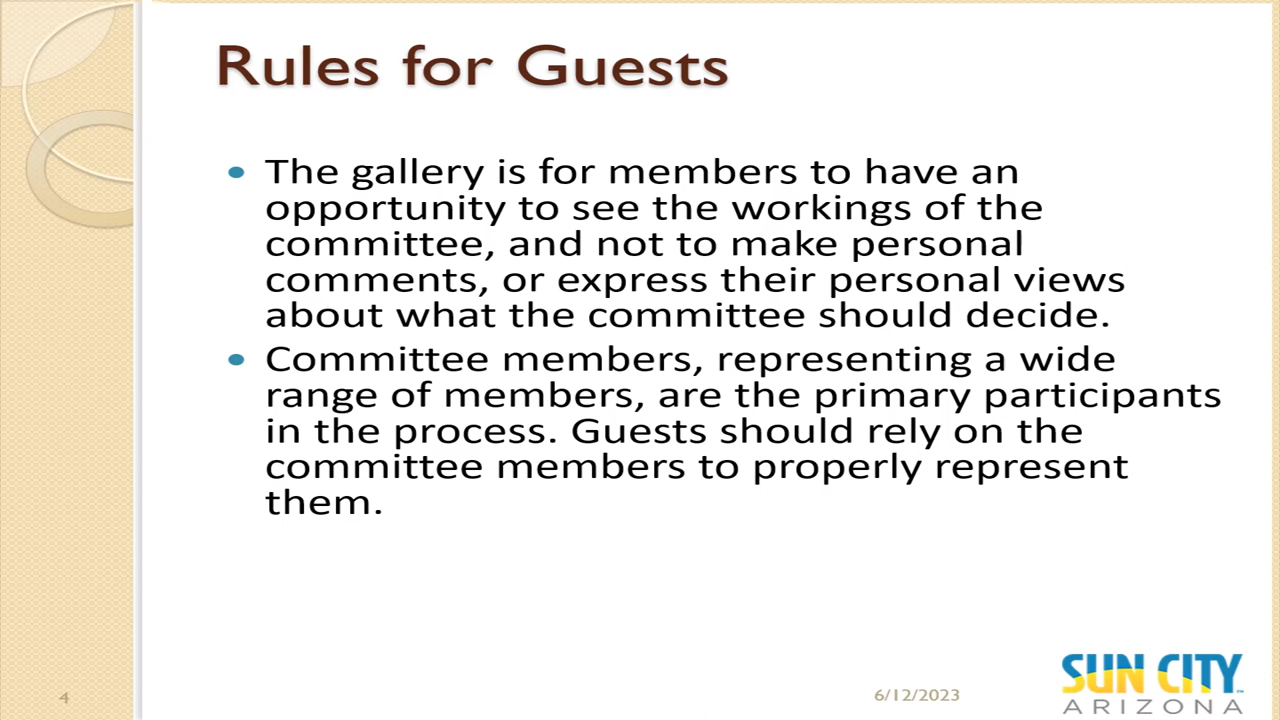 Rules for Guests
• The gallery is for members to have an
opportunity to see the workings of the
committee, and not to make personal
comments, or express their personal views
about what the committee should decide.
• Committee members, representing a wide
range of members, are the primary participants
in the process. Guests should rely on the
committee members to properly represent
them.
4
6/12/2023
SUN CITY™
ARIZONA